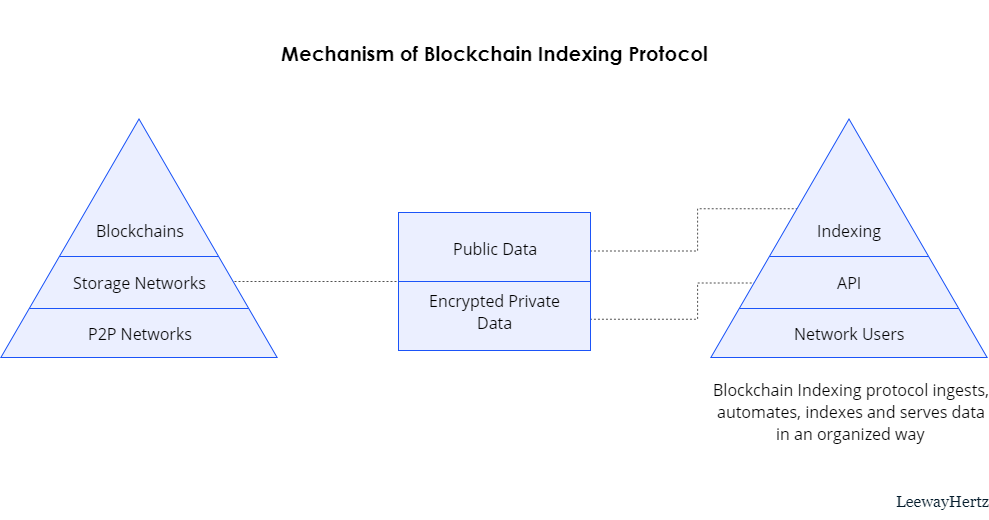 Mechanism of Blockchain Indexing Protocol
Blockchains
Storage Networks
P2P Networks
Public Data
Encrypted Private
Data
Indexing
API
Network Users
Blockchain Indexing protocol ingests,
automates, indexes and serves data
in an organized way
LeewayHertz